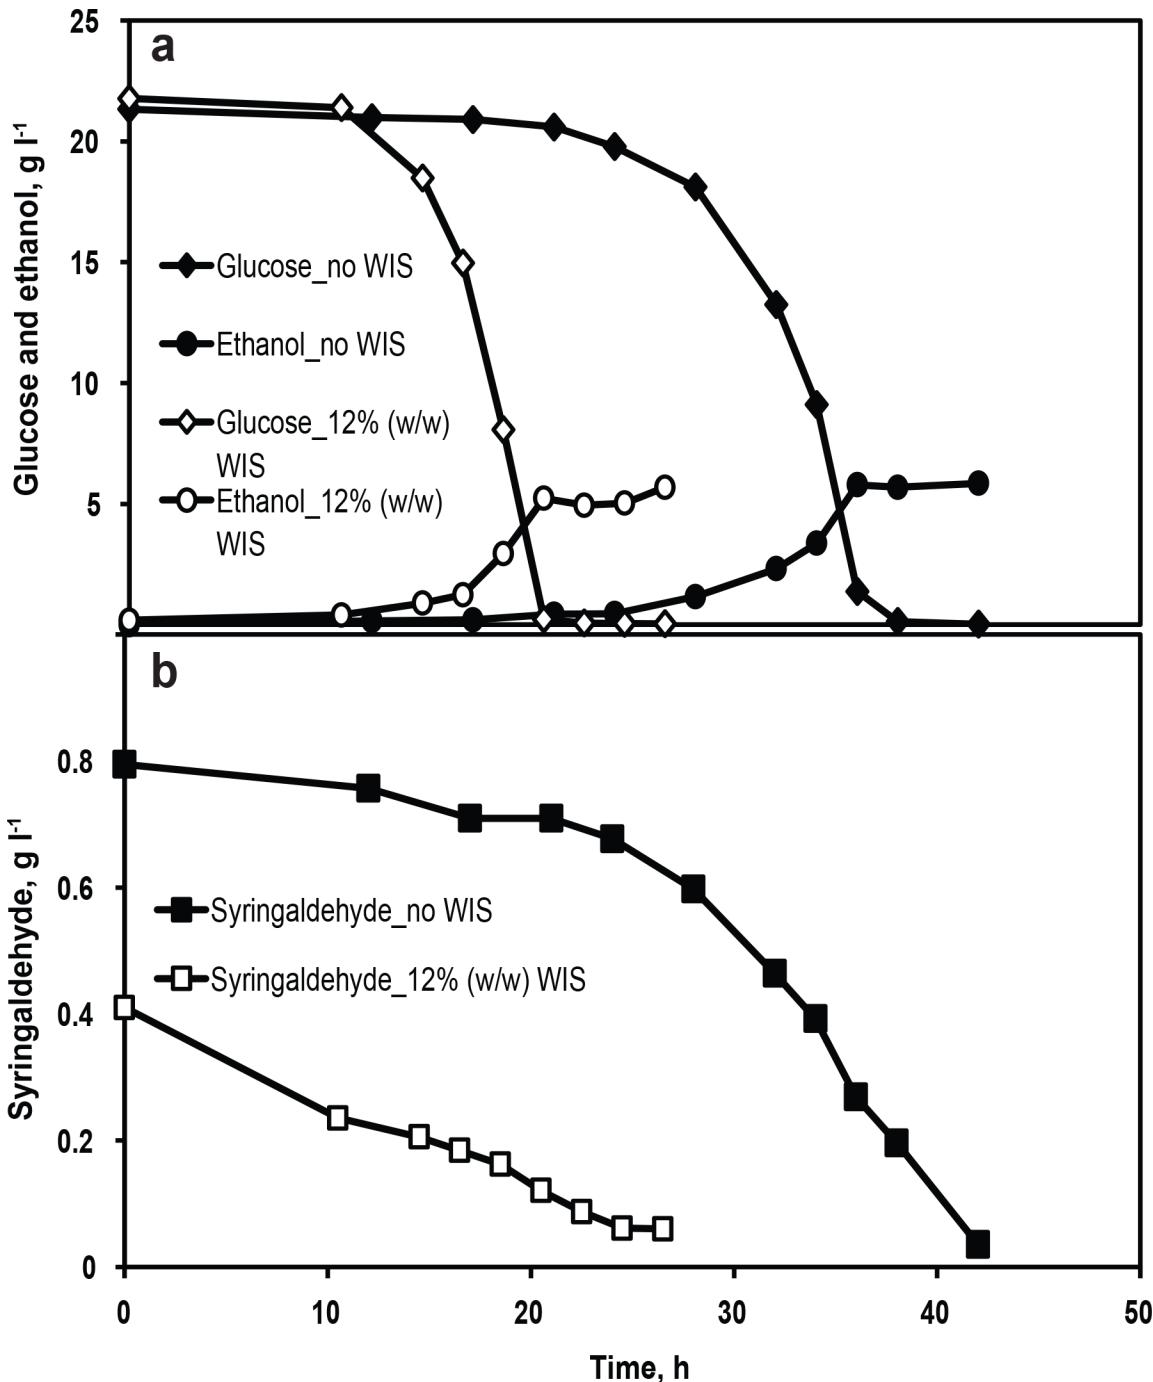 a
25
20
15
10
5
Glucose and ethanol, g l-1
Glucose_no WIS
Ethanol_no WIS
Glucose_12% (w/w)
WIS
Ethanol_12% (w/w)
WIS
b
0.8
0.6
0.4
0.2
0
Syringaldehyde, g l-1
Syringaldehyde_no WIS
Syringaldehyde_12% (w/w) WIS
0 10 20 30 40 50
Time, h